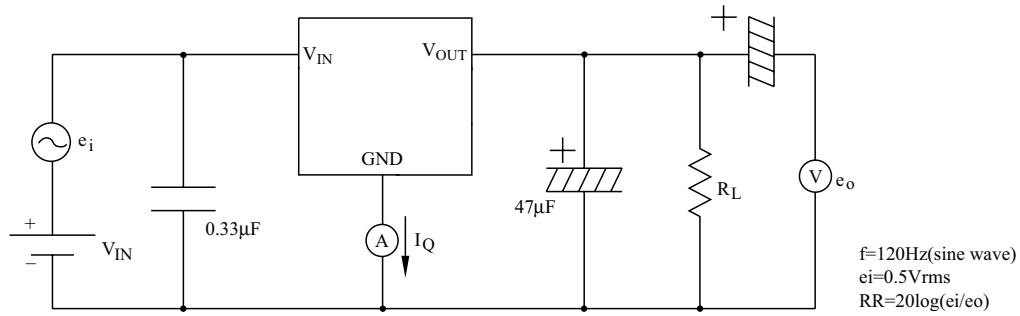 +
V_IN
V_OUT
e_i
GND
+
+
V_IN
−
0.33μF
A
I_Q
47μF
R_L
V
e_o
f=120Hz(sine wave)
ei=0.5Vrms
RR=20log(ei/eo)